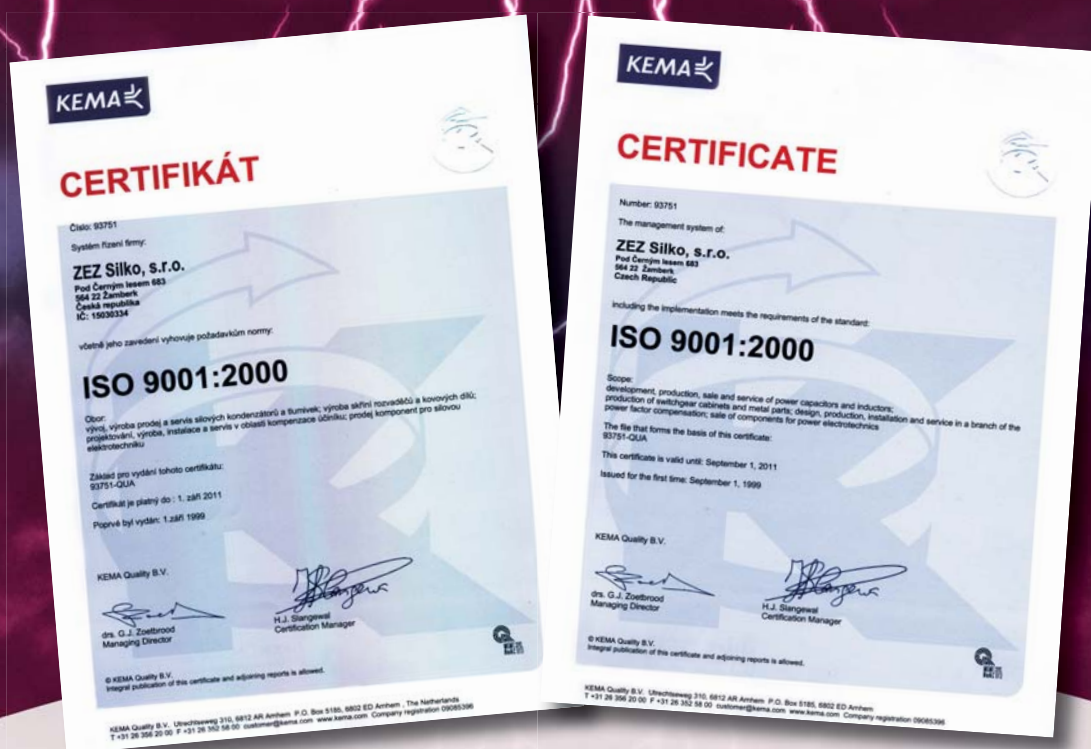 KEMA
CERTIFIKÁT
Číslo: 93751
Systém řízení firmy:
ZEZ Silko, s.r.o.
Pod Černým lesem 683
564 22 Žamberk
Česká republika
IČ: 15030334
včetně jeho zavedení vyhovuje požadavkům normy:
ISO 9001:2000
Obor:
vývoj, výroba prodej a servis silových kondenzátorů a tlumivek; výroba skříní rozvaděčů a kovových dílů;
projektování, výroba, instalace a servis v oblasti kompenzace účiníku; prodej komponent pro silovou
elektrotechniku
Základ pro vydání tohoto certifikátu:
93751-QUA
Certifikát je platný do : 1. září 2011
Poprvé byl vydán: 1.září 1999
KEMA Quality B.V.
drs. G.J. Zoetbrood
Managing Director
H.J. Slangewal
Certification Manager
© KEMA Quality B.V.
Integral publication of this certificate and adjoining reports is allowed.
KEMA Quality B.V. Utrechtseweg 310, 6812 AR Arnhem P.O. Box 5185, 6802 ED Arnhem , The Netherlands
T +31 26 356 20 00 F +31 26 352 58 00 customer@kema.com www.kema.com Company registration 09085396
KEMA
CERTIFICATE
Number: 93751
The management system of:
ZEZ Silko, s.r.o.
Pod Černým lesem 683
564 22 Žamberk
Czech Republic
including the implementation meets the requirements of the standard:
ISO 9001:2000
Scope:
development, production, sale and service of power capacitors and inductors;
production of switchgear cabinets and metal parts; design, production, installation and service in a branch of the
power factor compensation; sale of components for power electrotechnics
The file that forms the basis of this certificate:
93751-QUA
This certificate is valid until: September 1, 2011
Issued for the first time: September 1, 1999
KEMA Quality B.V.
drs. G.J. Zoetbrood
Managing Director
H.J. Slangewal
Certification Manager
© KEMA Quality B.V.
Integral publication of this certificate and adjoining reports is allowed.
KEMA Quality B.V. Utrechtseweg 310, 6812 AR Arnhem P.O. Box 5185, 6802 ED Arnhem
T +31 26 356 20 00 F +31 26 352 58 00 customer@kema.com www.kema.com Company registration 09085396